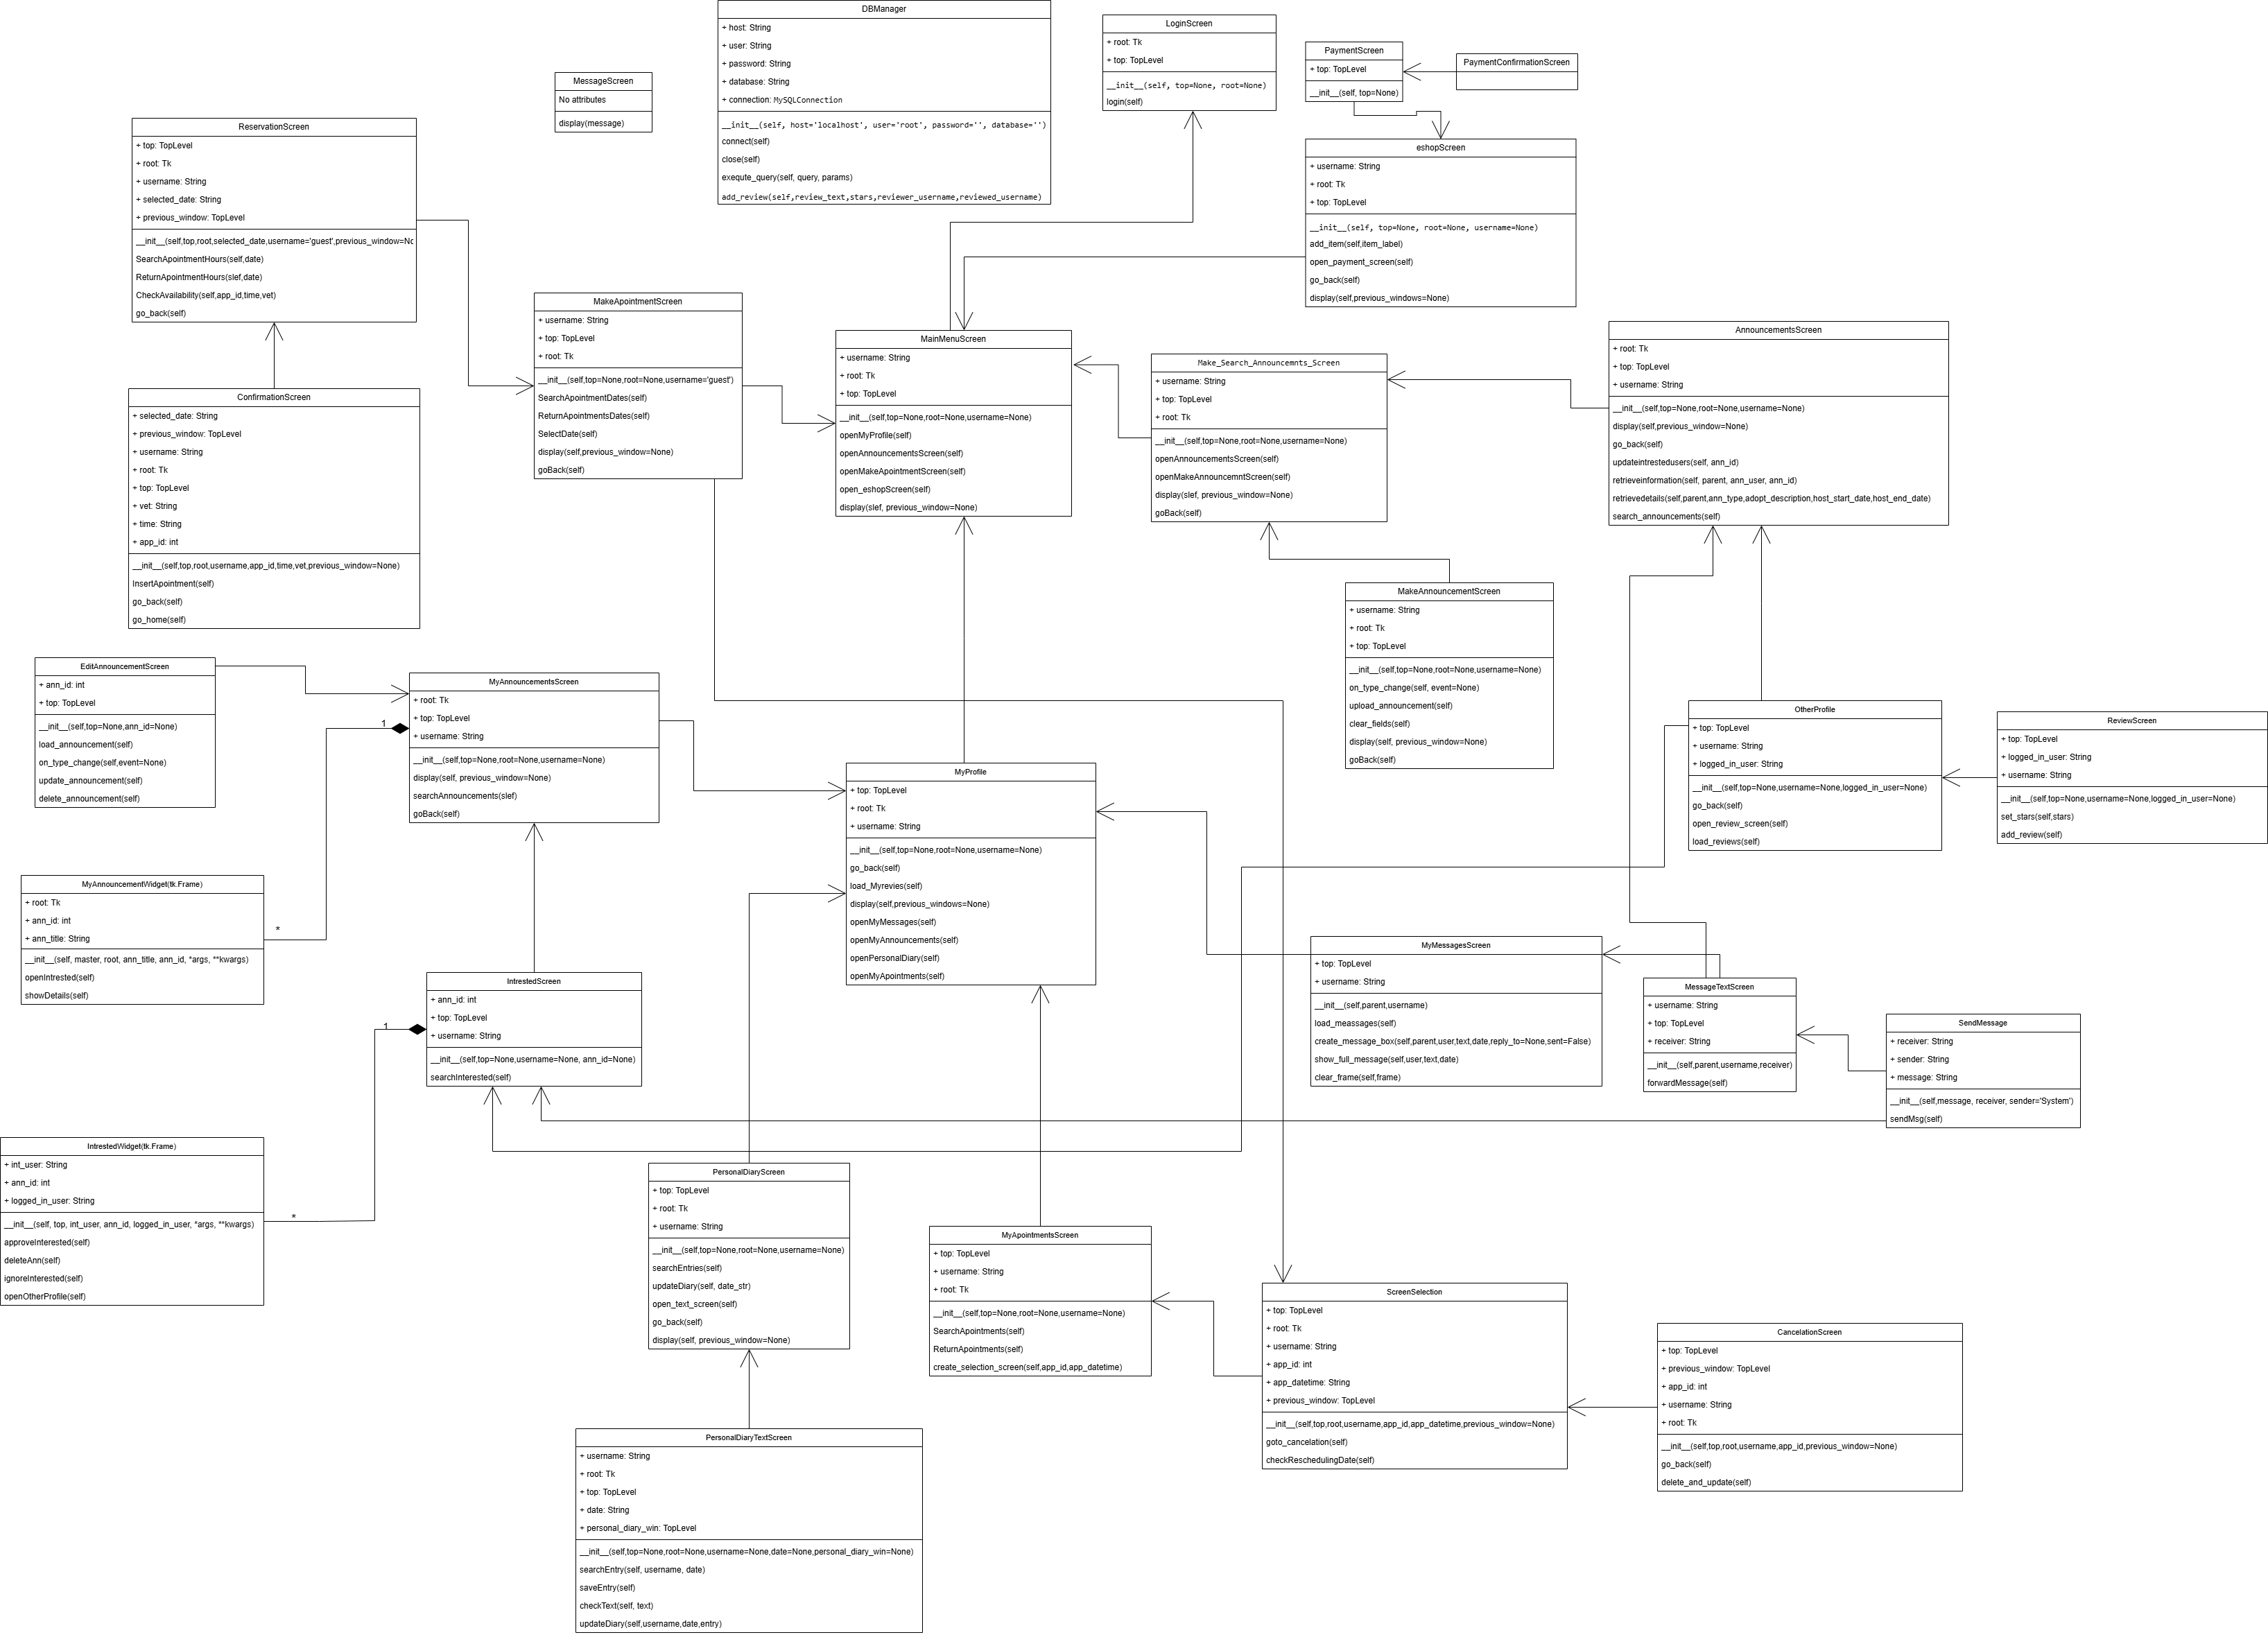 DBManager
+ host: String
+ user: String
+ password: String
+ database: String
+ connection: MySQLConnection
__init__(self, host='localhost', user='root', password='', database='')
connect(self)
close(self)
exequte_query(self, query, params)
add_review(self,review_text,stars,reviewer_username,reviewed_username)
LoginScreen
+ root: Tk
+ top: TopLevel
__init__(self, top=None, root=None)
login(self)
PaymentScreen
+ top: TopLevel
__init__(self, top=None)
PaymentConfirmationScreen
MessageScreen
No attributes
display(message)
ReservationScreen
+ top: TopLevel
+ root: Tk
+ username: String
+ selected_date: String
+ previous_window: TopLevel
__init__(self,top,root,selected_date,username='guest',previous_window=Nc
SearchApointmentHours(self,date)
ReturnApointmentHours(slef,date)
CheckAvailability(self,app_id,time,vet)
go_back(self)
eshopScreen
+ username: String
+ root: Tk
+ top: TopLevel
__init__(self, top=None, root=None, username=None)
add_item(self,item_label)
open_payment_screen(self)
go_back(self)
display(self,previous_windows=None)
MakeApointmentScreen
+ username: String
+ top: TopLevel
+ root: Tk
__init__(self,top=None,root=None,username='guest')
SearchApointmentDates(self)
ReturnApointmentsDates(self)
SelectDate(self)
display(self,previous_window=None)
goBack(self)
MainMenuScreen
+ username: String
+ root: Tk
+ top: TopLevel
__init__(self,top=None,root=None,username=None)
openMyProfile(self)
openAnnouncementsScreen(self)
openMakeApointmentScreen(self)
open_eshopScreen(self)
display(slef, previous_window=None)
Make_Search_Announcemnts_Screen
+ username: String
+ top: TopLevel
+ root: Tk
__init__(self,top=None,root=None,username=None)
openAnnouncementsScreen(self)
openMakeAnnouncemntScreen(self)
display(slef, previous_window=None)
goBack(self)
AnnouncementsScreen
+ root: Tk
+ top: TopLevel
+ username: String
__init__(self,top=None,root=None,username=None)
display(self,previous_window=None)
go_back(self)
updateintrestedusers(self, ann_id)
retrieveinformation(self, parent, ann_user, ann_id)
retrievedetails(self,parent,ann_type,adopt_description,host_start_date,host_end_date)
search_announcements(self)
ConfirmationScreen
+ selected_date: String
+ previous_window: TopLevel
+ username: String
+ root: Tk
+ top: TopLevel
+ vet: String
+ time: String
+ app_id: int
__init__(self,top,root,username,app_id,time,vet,previous_window=None)
InsertApointment(self)
go_back(self)
go_home(self)
MakeAnnouncementScreen
+ username: String
+ root: Tk
+ top: TopLevel
__init__(self,top=None,root=None,username=None)
on_type_change(self, event=None)
upload_announcement(self)
clear_fields(self)
display(self, previous_window=None)
goBack(self)
EditAnnouncementScreen
+ ann_id: int
+ top: TopLevel
__init__(self,top=None,ann_id=None)
load_announcement(self)
on_type_change(self,event=None)
update_announcement(self)
delete_announcement(self)
MyAnnouncementsScreen
+ root: Tk
+ top: TopLevel
+ username: String
__init__(self,top=None,root=None,username=None)
display(self, previous_window=None)
searchAnnouncements(slef)
goBack(self)
1
*
MyProfile
+ top: TopLevel
+ root: Tk
+ username: String
__init__(self,top=None,root=None,username=None)
go_back(self)
load_Myrevies(self)
display(self,previous_windows=None)
openMyMessages(self)
openMyAnnouncements(self)
openPersonalDiary(self)
openMyApointments(self)
OtherProfile
+ top: TopLevel
+ username: String
+ logged_in_user: String
__init__(self,top=None,username=None,logged_in_user=None)
go_back(self)
open_review_screen(self)
load_reviews(self)
ReviewScreen
+ top: TopLevel
+ logged_in_user: String
+ username: String
__init__(self,top=None,username=None,logged_in_user=None)
set_stars(self,stars)
add_review(self)
MyAnnouncementWidget(tk.Frame)
+ root: Tk
+ ann_id: int
+ ann_title: String
__init__(self, master, root, ann_title, ann_id, *args, **kwargs)
openIntrested(self)
showDetails(self)
IntrestedScreen
+ ann_id: int
+ top: TopLevel
+ username: String
__init__(self,top=None,username=None, ann_id=None)
searchInterested(self)
1
*
MyMessagesScreen
+ top: TopLevel
+ username: String
__init__(self,parent,username)
load_meassages(self)
create_message_box(self,parent,user,text,date,reply_to=None,sent=False)
show_full_message(self,user,text,date)
clear_frame(self,frame)
MessageTextScreen
+ username: String
+ top: TopLevel
+ receiver: String
__init__(self,parent,username,receiver)
forwardMessage(self)
SendMessage
+ receiver: String
+ sender: String
+ message: String
__init__(self,message, receiver, sender='System')
sendMsg(self)
IntrestedWidget(tk.Frame)
+ int_user: String
+ ann_id: int
+ logged_in_user: String
__init__(self, top, int_user, ann_id, logged_in_user, *args, **kwargs)
approveInterested(self)
deleteAnn(self)
ignoreInterested(self)
openOtherProfile(self)
PersonalDiaryScreen
+ top: TopLevel
+ root: Tk
+ username: String
__init__(self,top=None,root=None,username=None)
searchEntries(self)
updateDiary(self, date_str)
open_text_screen(self)
go_back(self)
display(self, previous_window=None)
MyApointmentsScreen
+ top: TopLevel
+ username: String
+ root: Tk
__init__(self,top=None,root=None,username=None)
SearchApointments(self)
ReturnApointments(self)
create_selection_screen(self,app_id,app_datetime)
ScreenSelection
+ top: TopLevel
+ root: Tk
+ username: String
+ app_id: int
+ app_datetime: String
+ previous_window: TopLevel
__init__(self,top,root,username,app_id,app_datetime,previous_window=None)
goto_cancelation(self)
checkReschedulingDate(self)
CancelationScreen
+ top: TopLevel
+ previous_window: TopLevel
+ app_id: int
+ username: String
+ root: Tk
__init__(self,top,root,username,app_id,previous_window=None)
go_back(self)
delete_and_update(self)
PersonalDiaryTextScreen
+ username: String
+ root: Tk
+ top: TopLevel
+ date: String
+ personal_diary_win: TopLevel
__init__(self,top=None,root=None,username=None,date=None,personal_diary_win=None)
searchEntry(self, username, date)
saveEntry(self)
checkText(self, text)
updateDiary(self,username,date,entry)